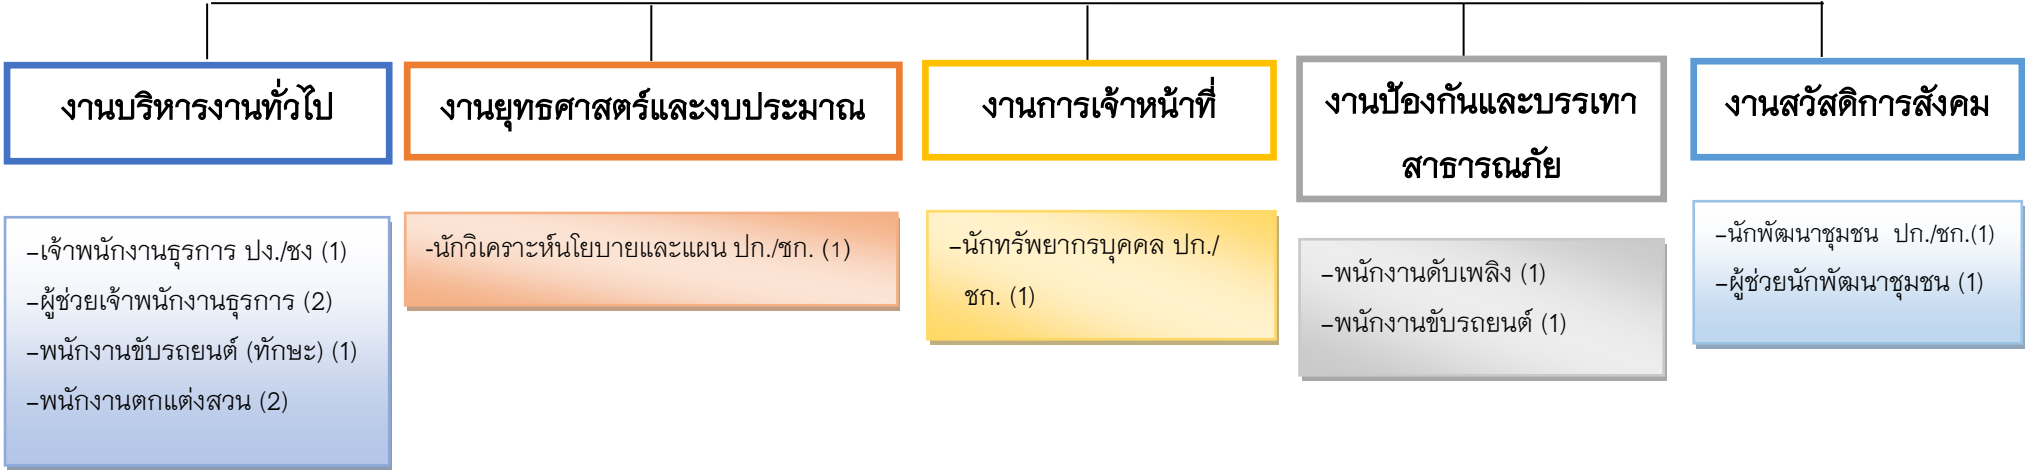 งานบริหารงานทั่วไป
-เจ้าพนักงานธุรการ ปง./ชง (1)
-ผู้ช่วยเจ้าพนักงานธุรการ (2)
-พนักงานขับรถยนต์ (ทักษะ) (1)
-พนักงานตกแต่งสวน (2)
งานยุทธศาสตร์และงบประมาณ
-นักวิเคราะห์นโยบายและแผน ปก./ชก. (1)
งานการเจ้าหน้าที่
-นักทรัพยากรบุคคล ปก./
ชก. (1)
งานป้องกันและบรรเทา
สาธารณภัย
-พนักงานดับเพลิง (1)
-พนักงานขับรถยนต์ (1)
งานสวัสดิการสังคม
-นักพัฒนาชุมชน ปก./ชก.(1)
-ผู้ช่วยนักพัฒนาชุมชน (1)